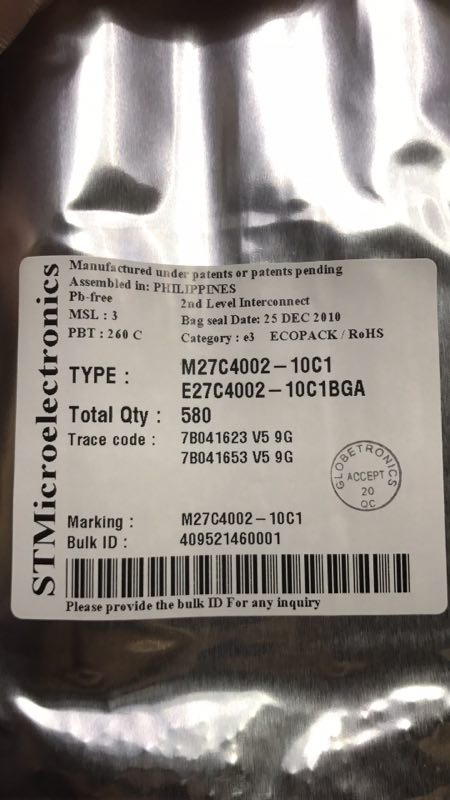 STMicroelectronics
Manufactured under patents or patents pending
Assembled in: PHILIPPINES
Pb-free 2nd Level Interconnect
MSL : 3 Bag seal Date: 25 DEC 2010
PBT : 260 C Category : e3 ECOPACK / RoHS
TYPE : M27C4002-10C1
E27C4002-10C1BGA
Total Qty : 580
Trace code : 7B041623 V5 9G
7B041653 V5 9G
GLOBETRONICS
ACCEPT
20
QC
Marking : M27C4002-10C1
Bulk ID : 409521460001
Please provide the bulk ID For any inquiry